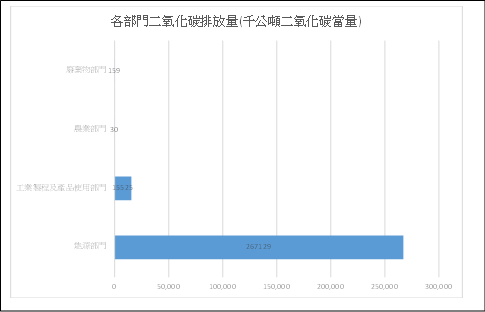 各部門二氧化碳排放量(千公噸二氧化碳當量)
廢棄物部門 159
農業部門 30
工業製程及產品使用部門
能源部門 267129
0 50,000 100,000 150,000 200,000 250,000 300,000